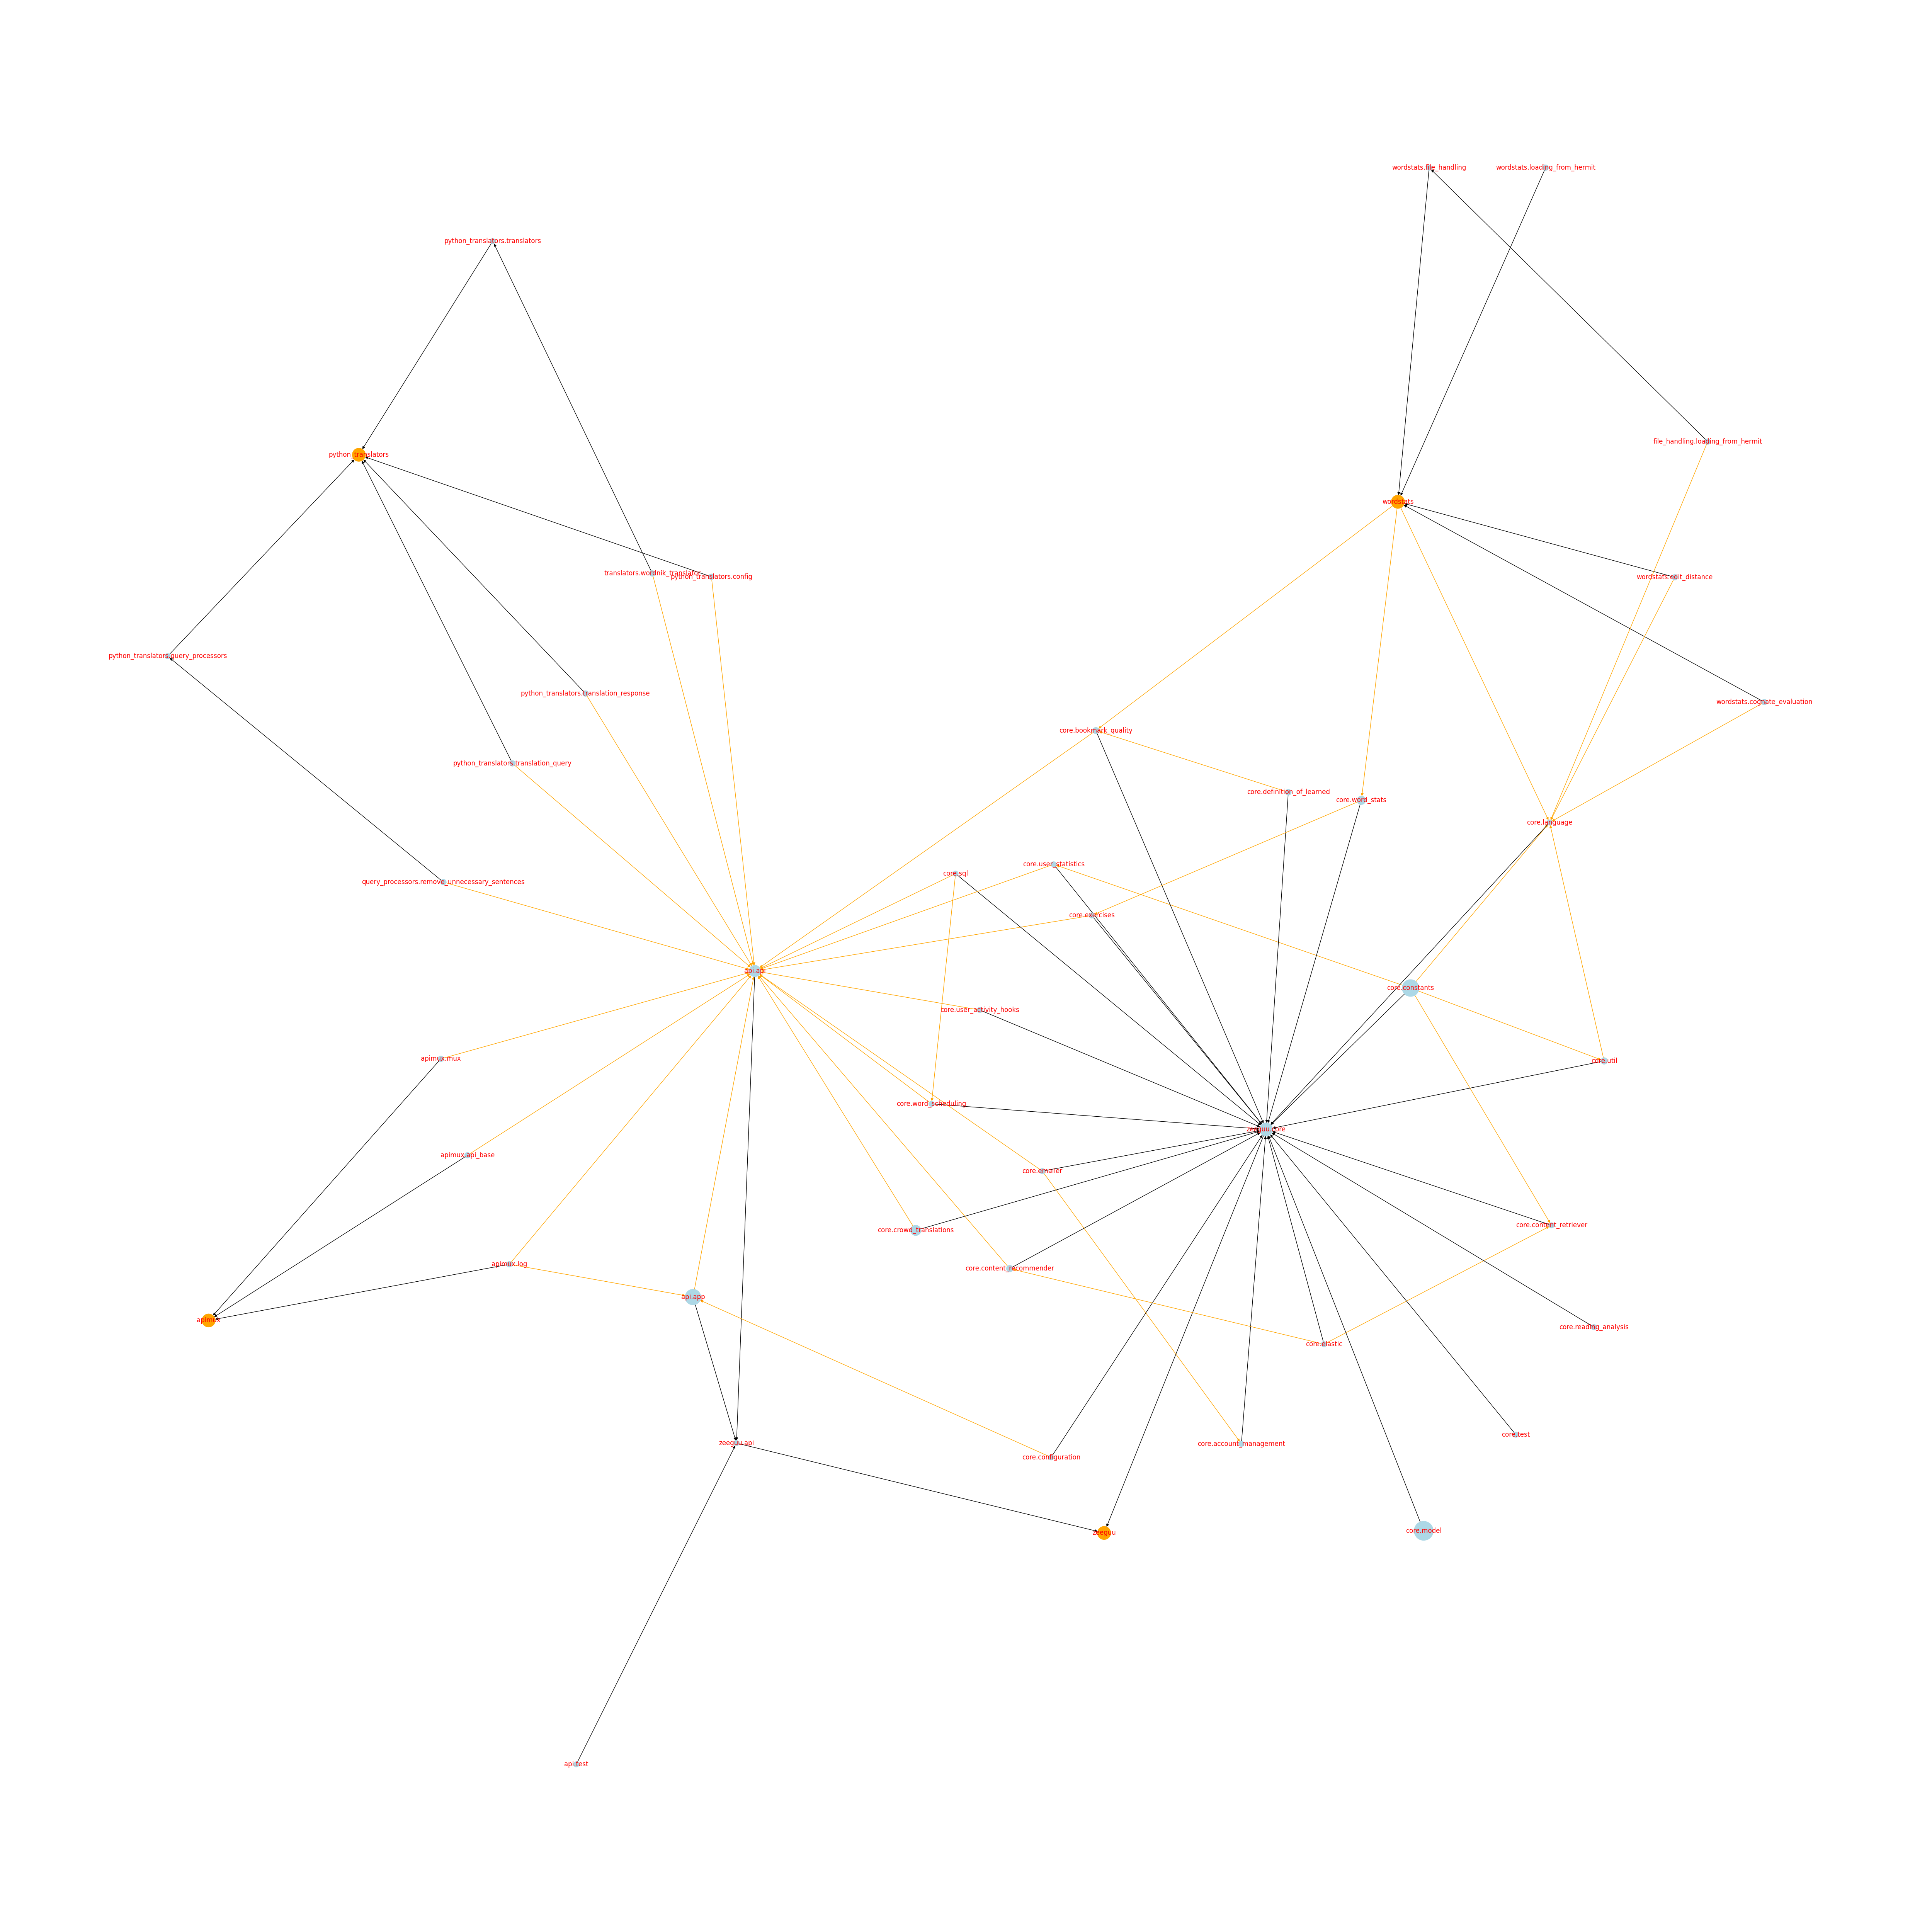 wordstats.file_handling
wordstats.loading_from_hermit
python_translators.translators
file_handling.loading_from_hermit
python_translators
wordstats
translators.wordnik_translator
python_translators.config
wordstats.edit_distance
python_translators.query_processors
python_translators.translation_response
wordstats.cognate_evaluation
core.bookmark_quality
python_translators.translation_query
core.definition_of_learned
core.word_stats
core.language
core.user_statistics
core.sql
query_processors.remove_unnecessary_sentences
core.exercises
api.api
core.constants
core.user_activity_hooks
apimux.mux
core.util
core.word_scheduling
zeeguu.core
apimux.api_base
core.emailer
core.content_retriever
core.crowd_translations
apimux.log
core.content_recommender
api.app
apimux
core.reading_analysis
core.elastic
core.test
zeeguu.api
core.account_management
core.configuration
core.model
zeeguu
api.test